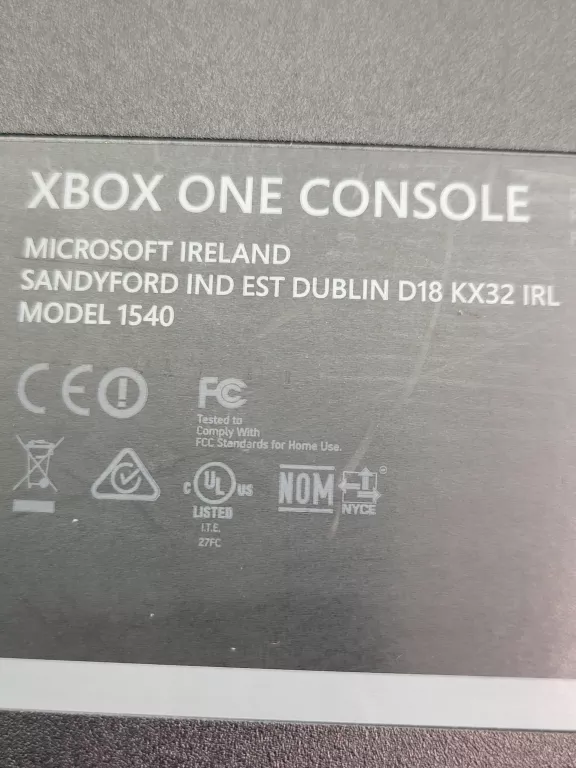 XBOX ONE CONSOLE
MICROSOFT IRELAND
SANDYFORD IND EST DUBLIN D18 KX32 IRL
MODEL 1540
CE
FC
Tested to
Comply With
FCC Standards for Home Use.
C UL US
LISTED
I.T.E.
27FC
NOM
NYCE